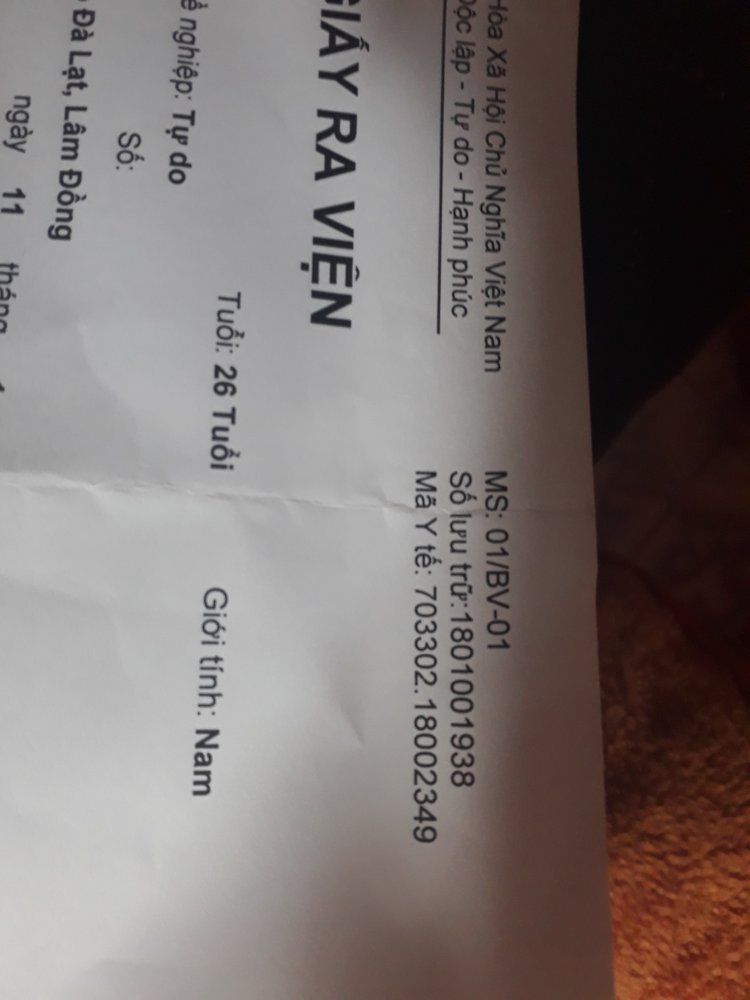 Hòa Xã Hội Chủ Nghĩa Việt Nam
Độc lập - Tự do - Hạnh phúc
MS: 01/BV-01
Số lưu trữ:1801001938
Mã Y tế: 703302.18002349
GIẤY RA VIỆN
Tuổi: 26 Tuổi
Giới tính: Nam
nghiệp: Tự do
Số:
Đà Lạt, Lâm Đồng
ngày 11 tháng